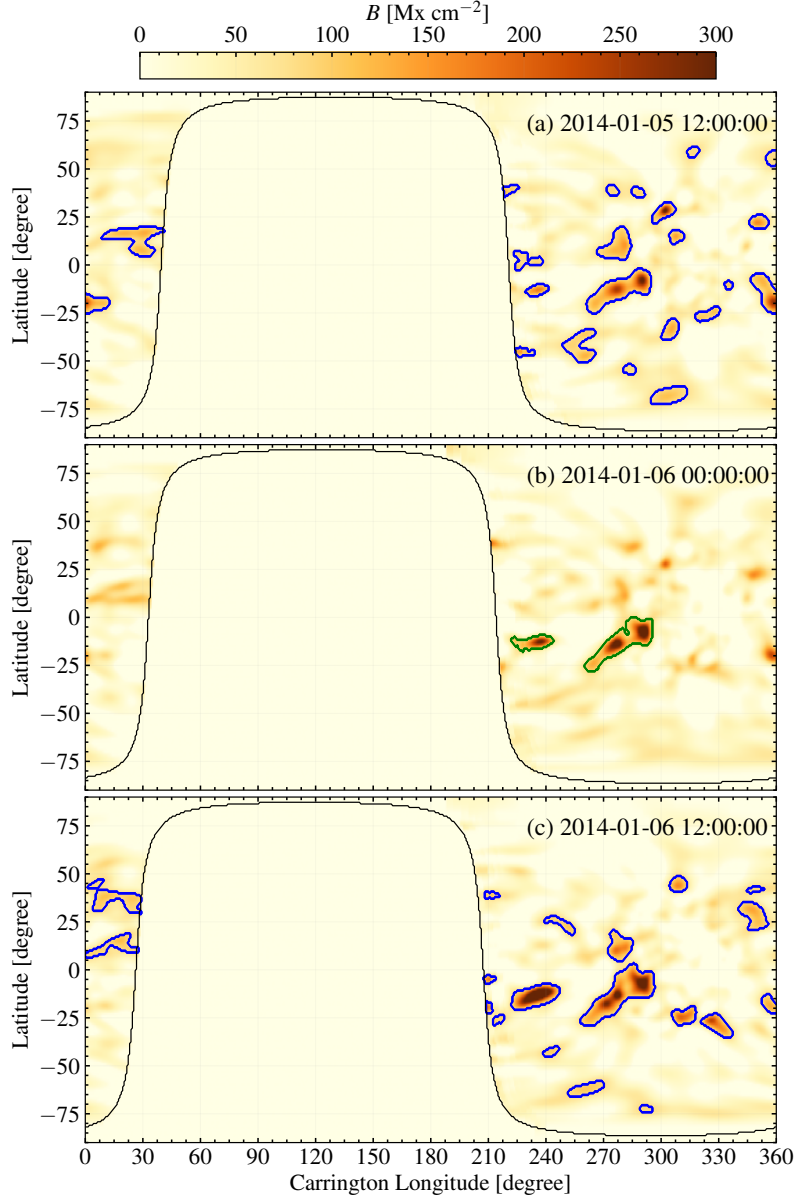 B [Mx cm⁻²]
0 50 100 150 200 250 300
(a) 2014-01-05 12:00:00
75
50
25
0
−25
−50
−75
Latitude [degree]
(b) 2014-01-06 00:00:00
75
50
25
0
−25
−50
−75
Latitude [degree]
(c) 2014-01-06 12:00:00
75
50
25
0
−25
−50
−75
Latitude [degree]
0 30 60 90 120 150 180 210 240 270 300 330 360
Carrington Longitude [degree]